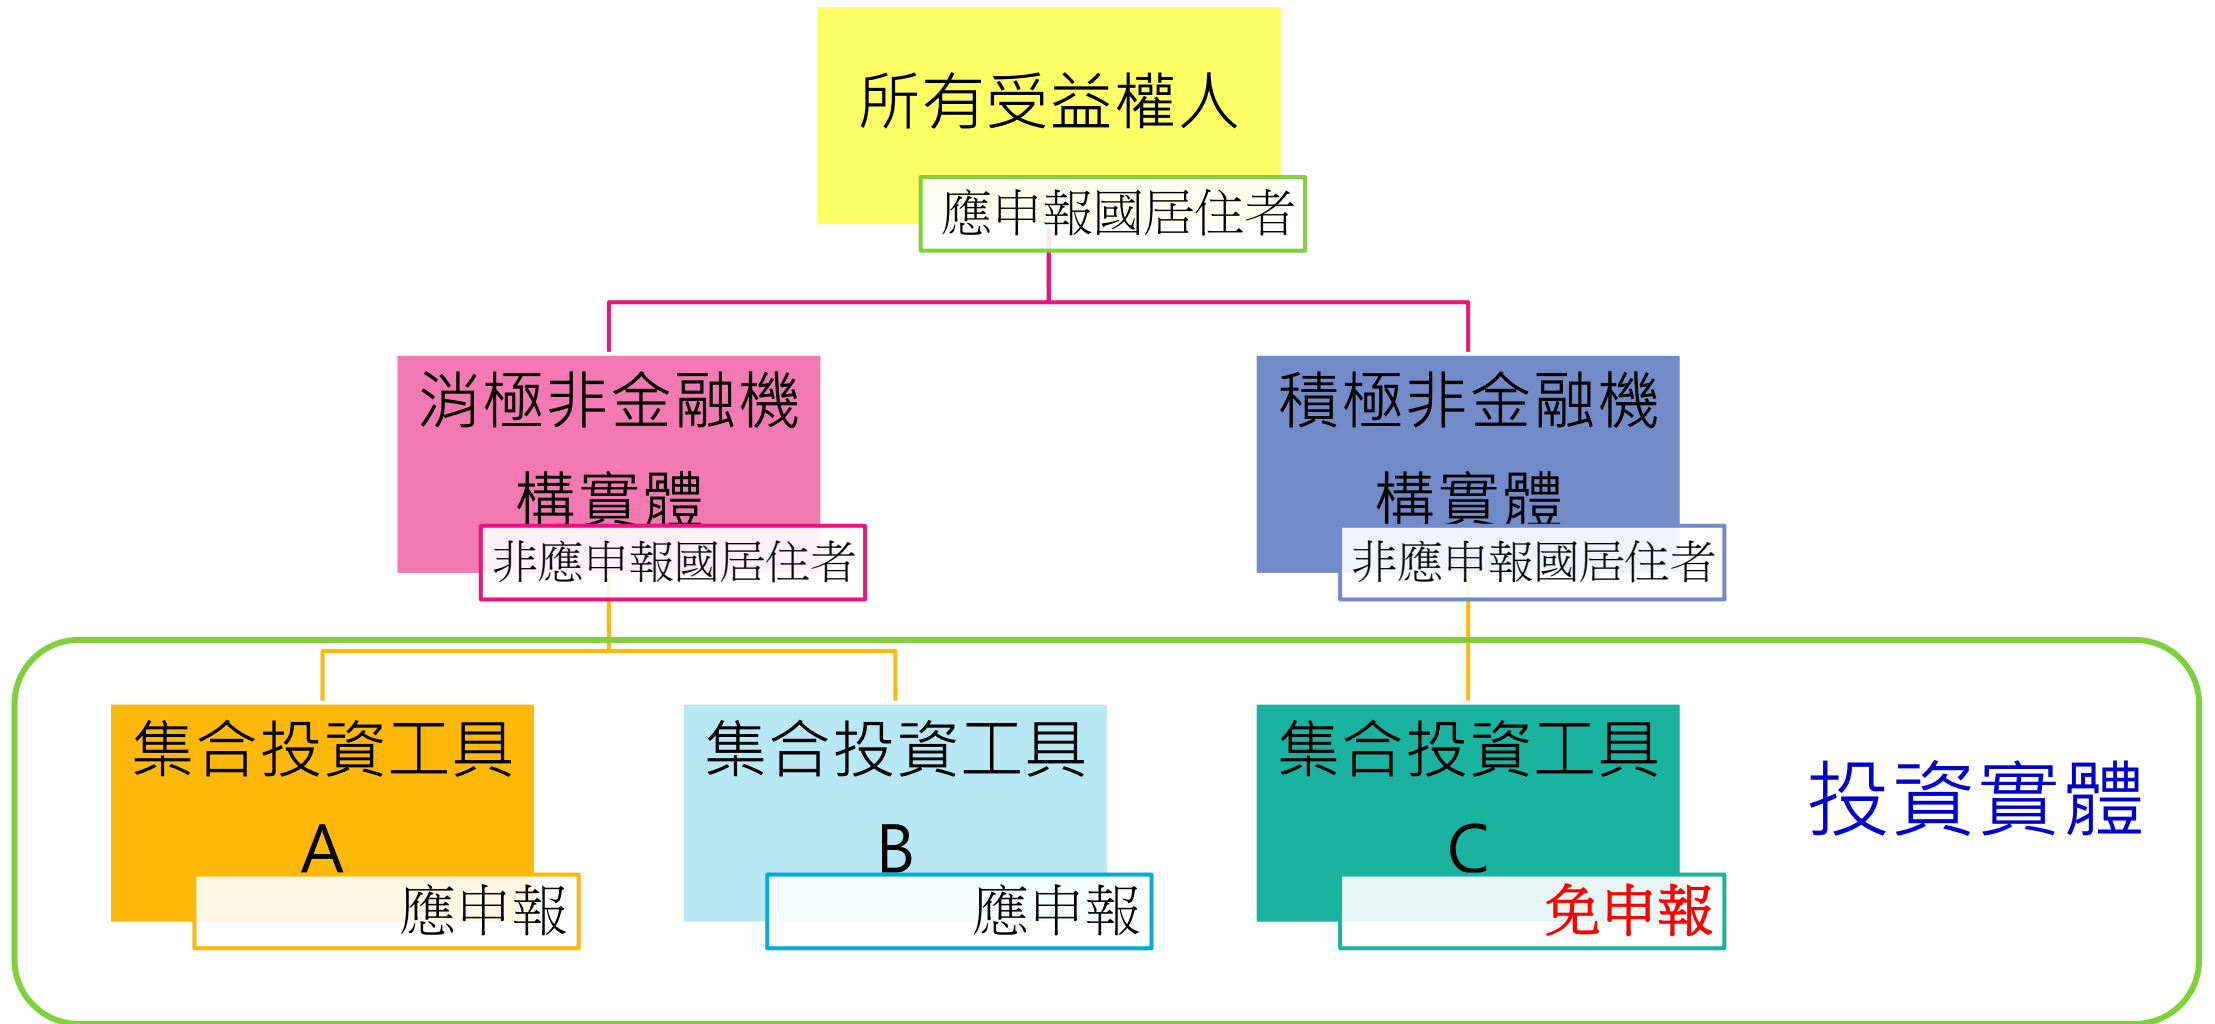 所有受益權人
應申報國居住者
消極非金融機
構實體
非應申報國居住者
積極非金融機
構實體
非應申報國居住者
集合投資工具
A
應申報
集合投資工具
B
應申報
集合投資工具
C
免申報
投資實體